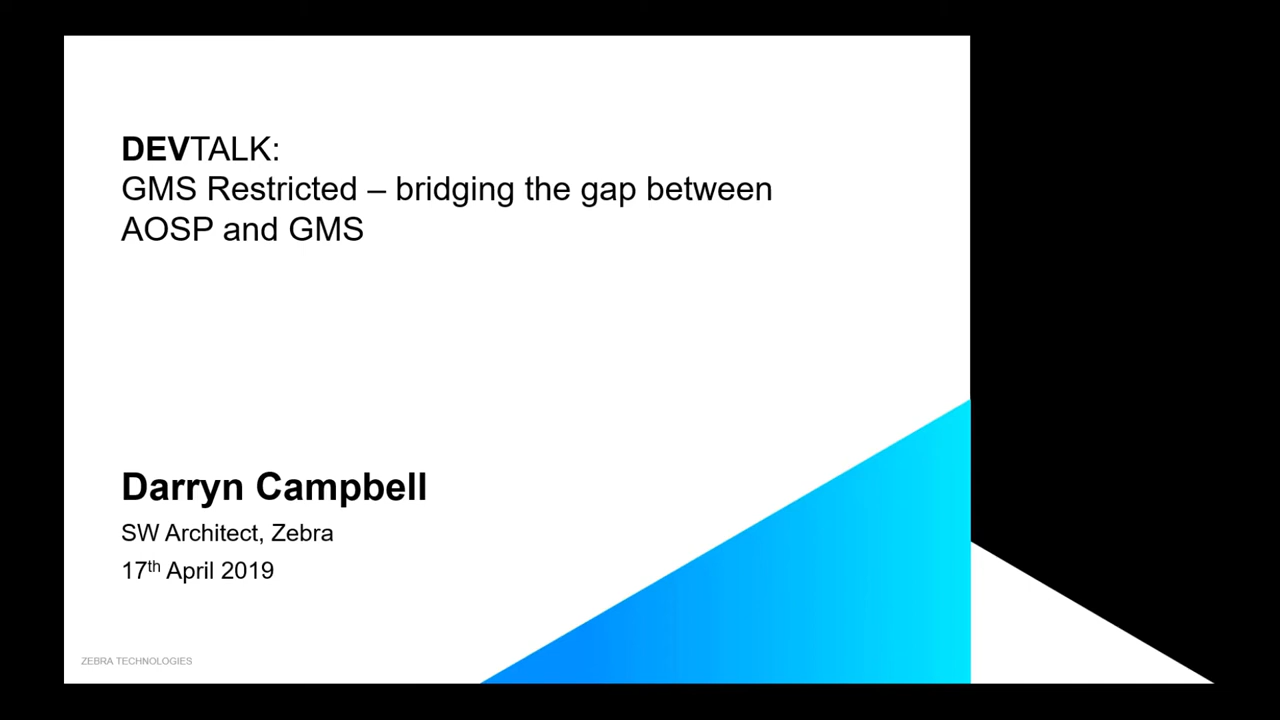 DEVTALK:
GMS Restricted – bridging the gap between
AOSP and GMS
Darryn Campbell
SW Architect, Zebra
17th April 2019
ZEBRA TECHNOLOGIES